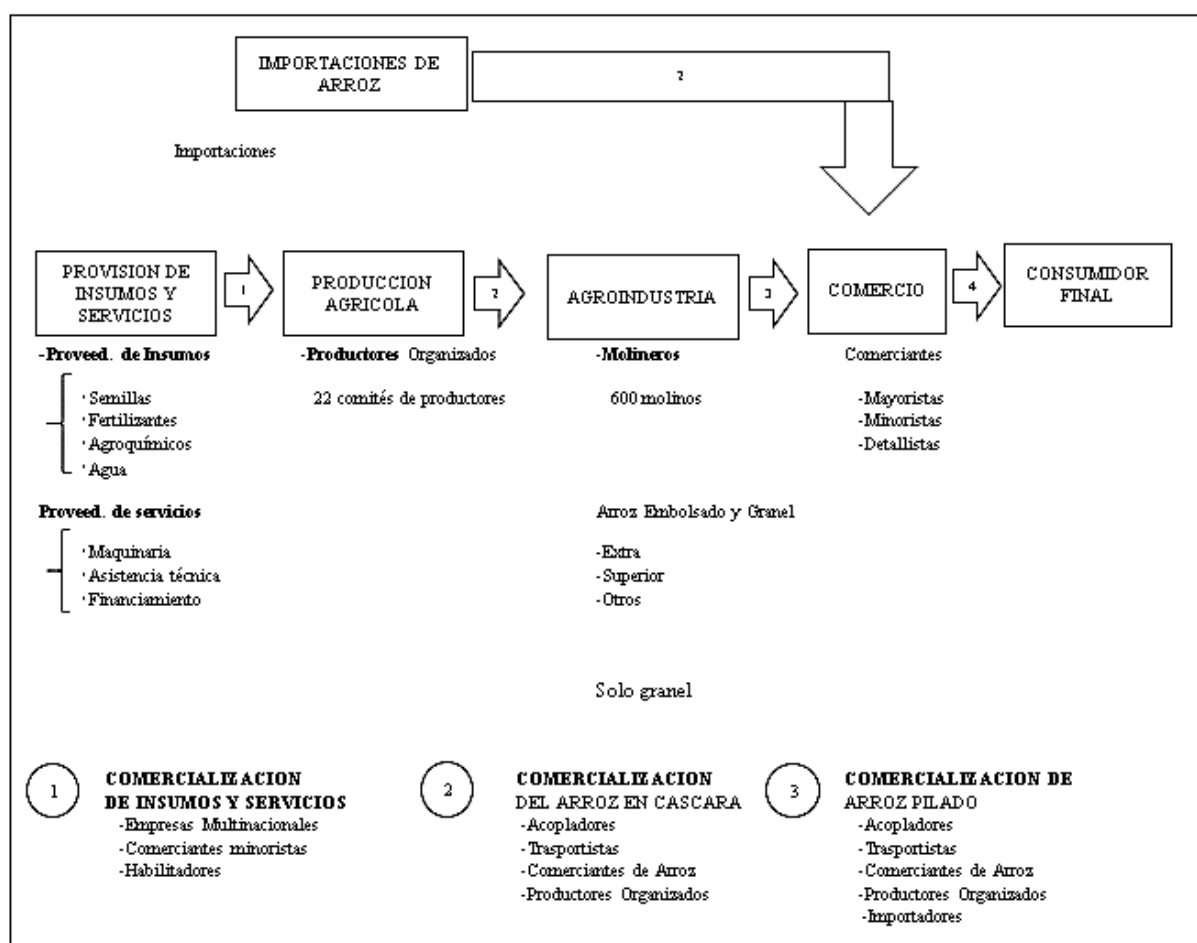 IMPORTACIONES DE
ARROZ
2
Importaciones
PROVISION DE
INSUMOS Y
SERVICIOS
1
PRODUCCION
AGRICOLA
2
AGROINDUSTRIA
3
COMERCIO
4
CONSUMIDOR
FINAL
-Proveed. de Insumos
·Semillas
·Fertilizantes
·Agroquímicos
·Agua
-Productores Organizados
22 comités de productores
-Molineros
600 molinos
Comerciantes
-Mayoristas
-Minoristas
-Detallistas
Proveed. de servicios
·Maquinaria
·Asistencia técnica
·Financiamiento
Arroz Embolsado y Granel
-Extra
-Superior
-Otros
Solo granel
1
COMERCIALIZACION
DE INSUMOS Y SERVICIOS
-Empresas Multinacionales
-Comerciantes minoristas
-Habilitadores
2
COMERCIALIZACION
DEL ARROZ EN CASCARA
-Acopladores
-Trasportistas
-Comerciantes de Arroz
-Productores Organizados
3
COMERCIALIZACION DE
ARROZ PILADO
-Acopladores
-Trasportistas
-Comerciantes de Arroz
-Productores Organizados
-Importadores